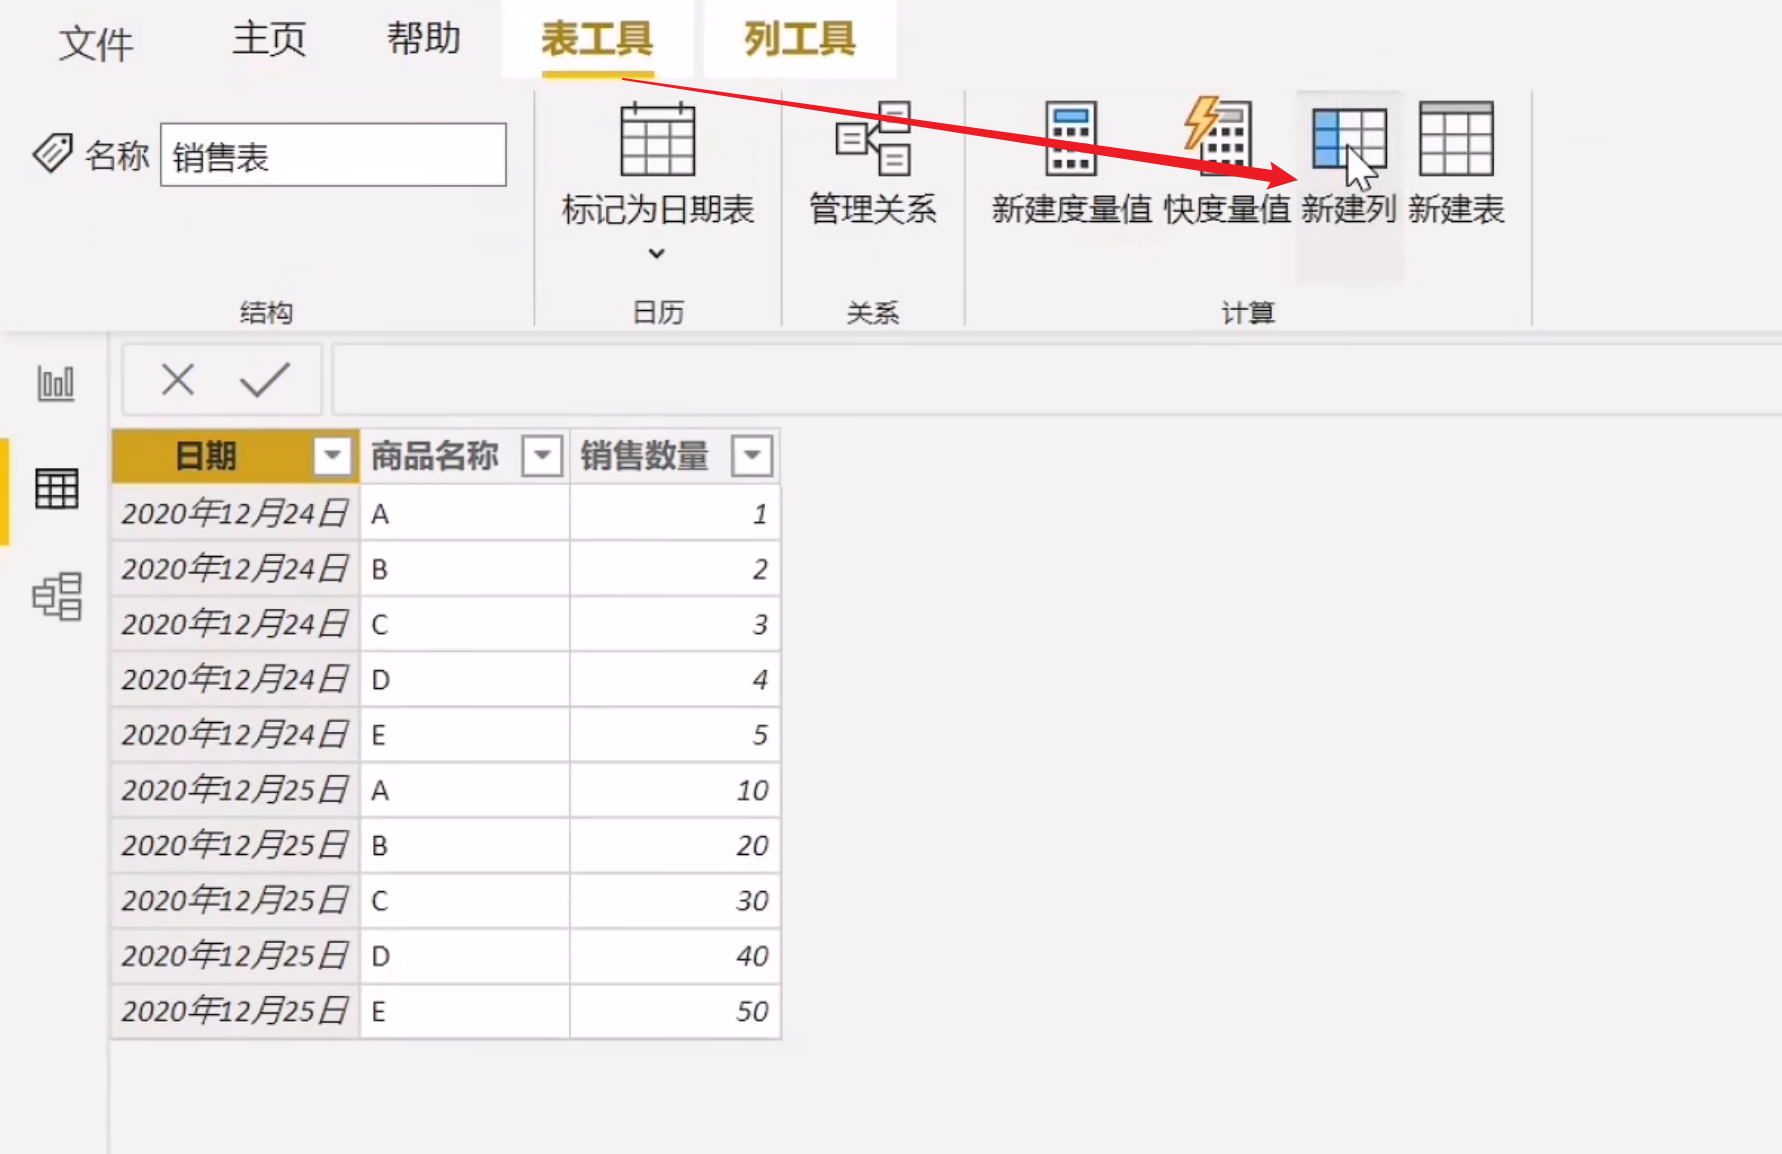 文件 主页 帮助 表工具 列工具
名称 销售表
标记为日期表 管理关系 新建度量值 快度量值 新建列 新建表
结构 日历 关系 计算
日期 商品名称 销售数量
2020年12月24日 A 1
2020年12月24日 B 2
2020年12月24日 C 3
2020年12月24日 D 4
2020年12月24日 E 5
2020年12月25日 A 10
2020年12月25日 B 20
2020年12月25日 C 30
2020年12月25日 D 40
2020年12月25日 E 50